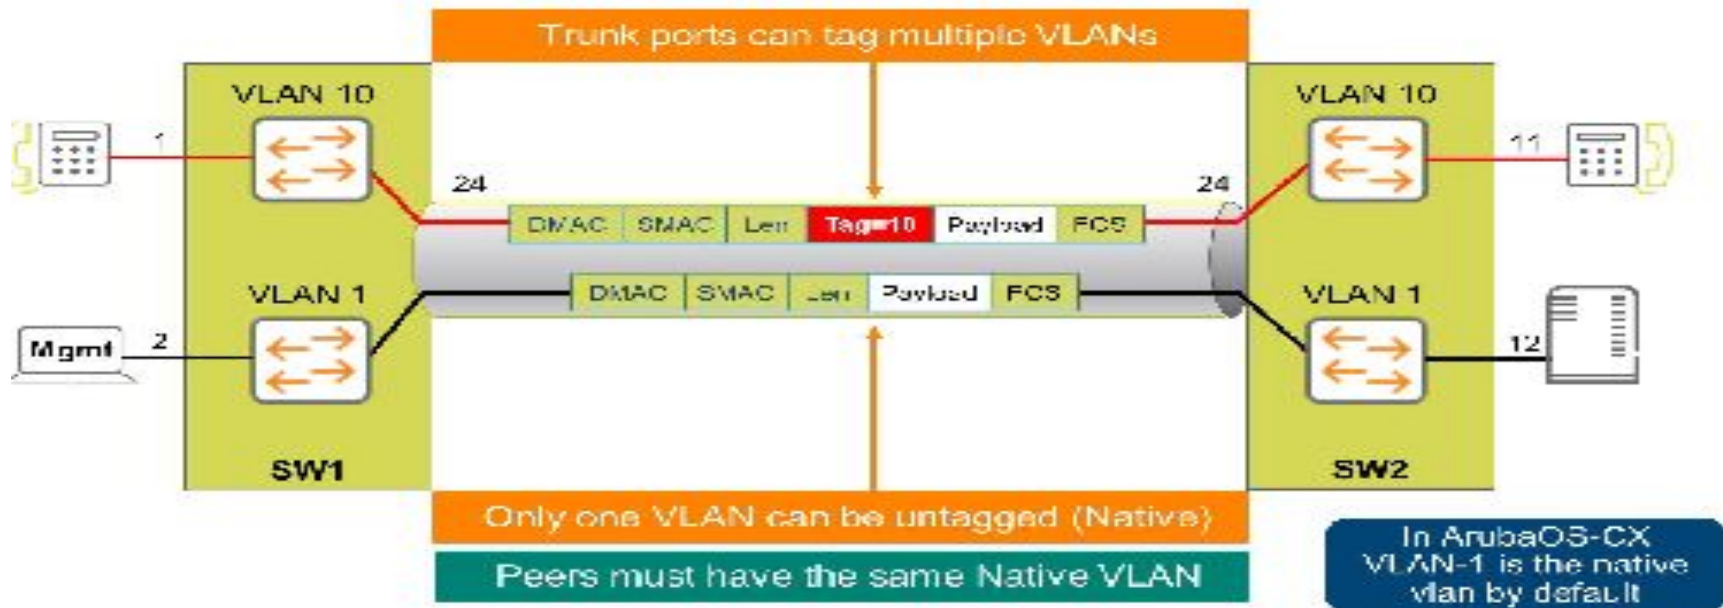 Trunk ports can tag multiple VLANs
VLAN 10
VLAN 10
1
11
24
24
DMAC SMAC Len Tag=10 Payload FCS
VLAN 1
VLAN 1
DMAC SMAC Len Payload FCS
Mgmt
2
12
SW1
SW2
Only one VLAN can be untagged (Native)
Peers must have the same Native VLAN
In ArubaOS-CX
VLAN-1 is the native
vlan by default